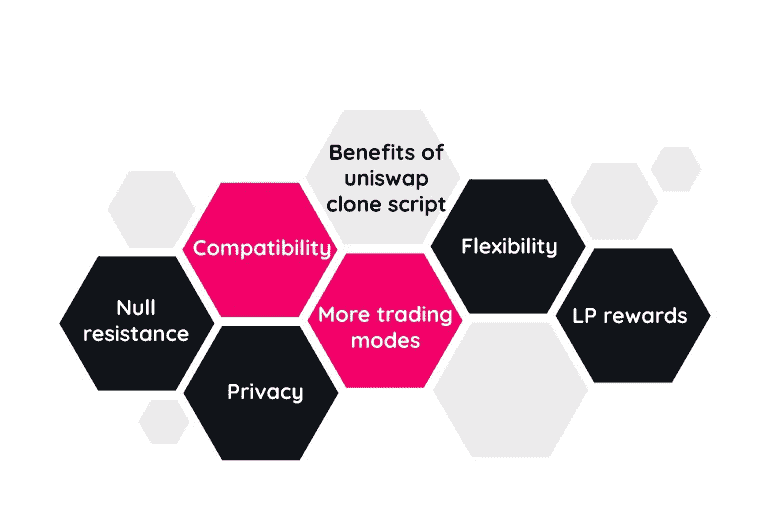 Benefits of
uniswap
clone script
Compatibility
Flexibility
Null
resistance
More trading
modes
LP rewards
Privacy